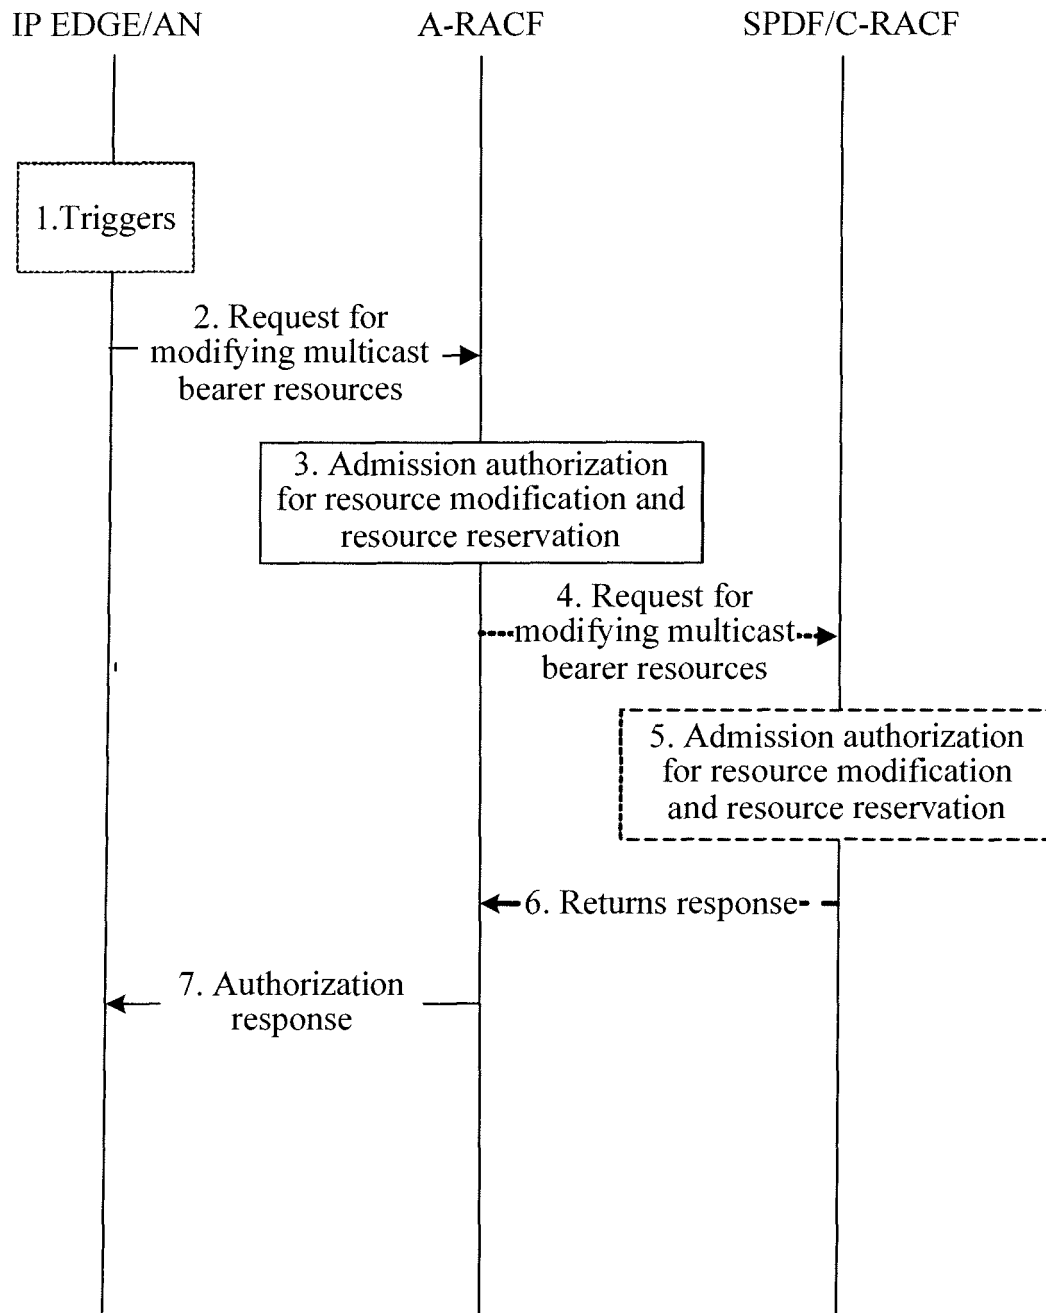 IP EDGE/AN
A-RACF
SPDF/C-RACF
1.Triggers
2. Request for
modifying multicast
bearer resources
3. Admission authorization
for resource modification and
resource reservation
4. Request for
modifying multicast
bearer resources
5. Admission authorization
for resource modification
and resource reservation
6. Returns response
7. Authorization
response